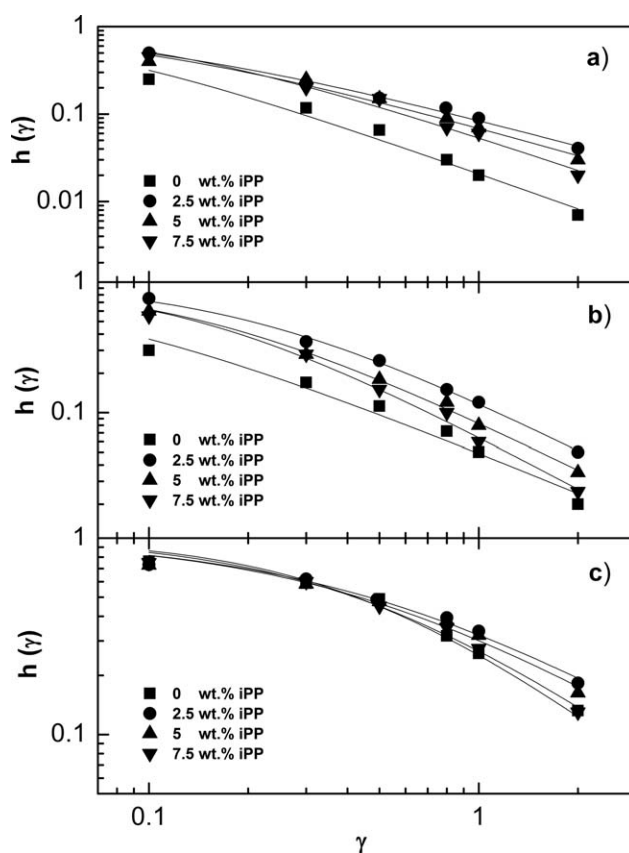 1
a)
0.1
h (γ)
0.01
■ 0 wt.% iPP
● 2.5 wt.% iPP
▲ 5 wt.% iPP
▼ 7.5 wt.% iPP
1
b)
h (γ)
0.1
■ 0 wt.% iPP
● 2.5 wt.% iPP
▲ 5 wt.% iPP
▼ 7.5 wt.% iPP
1
c)
h (γ)
■ 0 wt.% iPP
● 2.5 wt.% iPP
▲ 5 wt.% iPP
▼ 7.5 wt.% iPP
0.1
0.1 1
γ